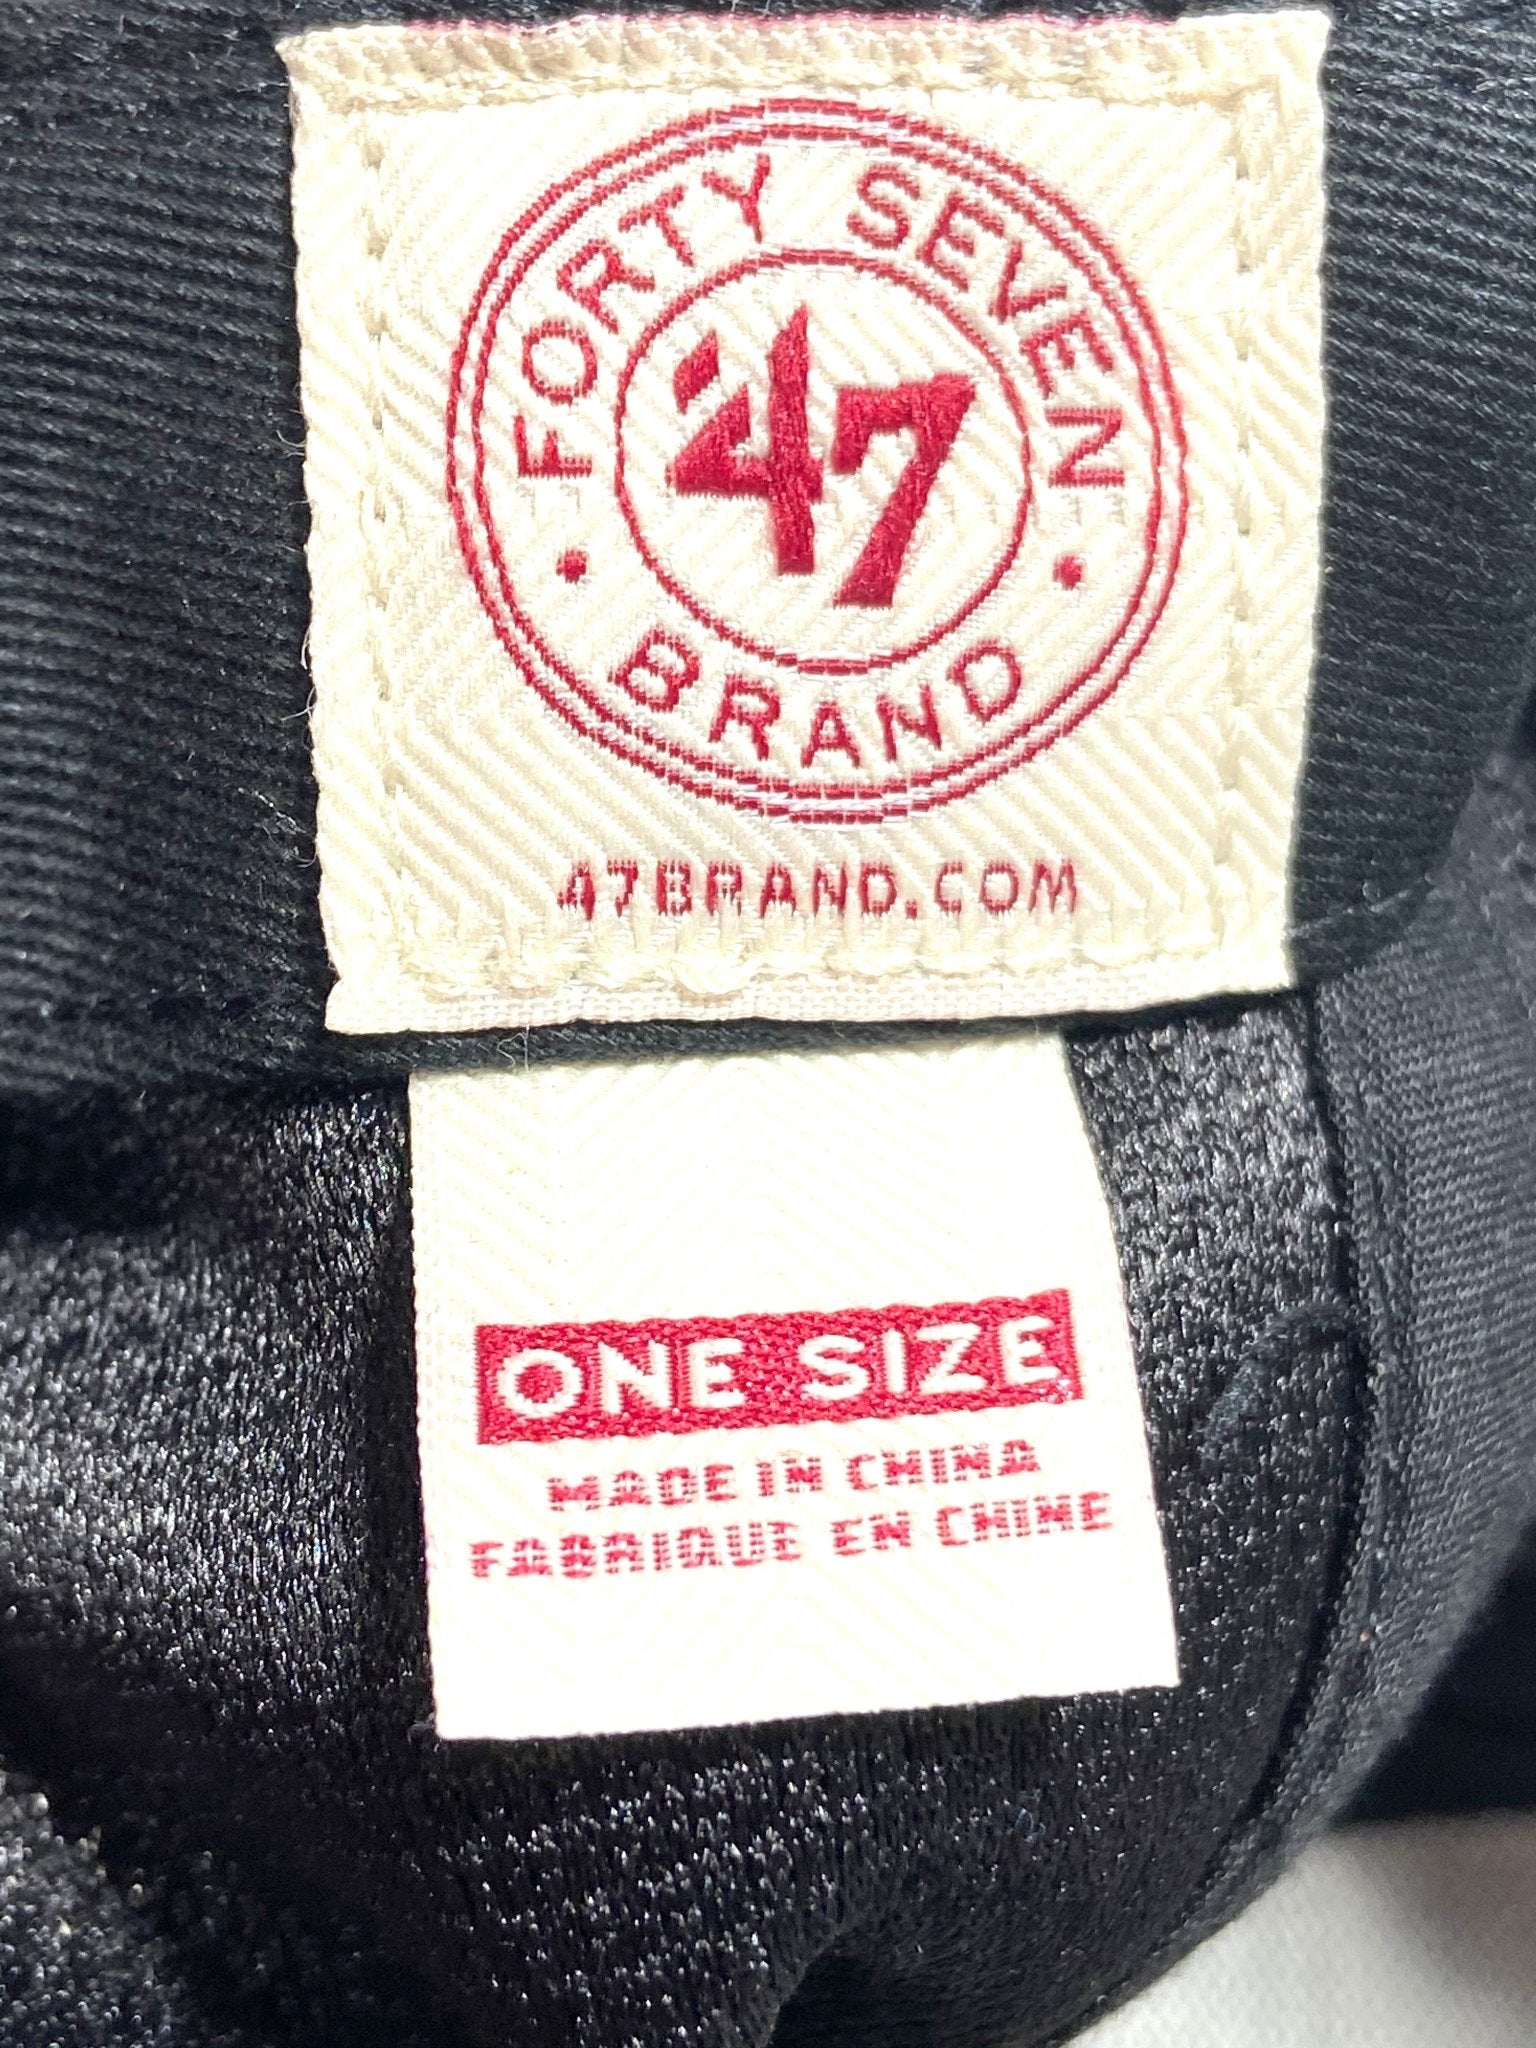 FORTY SEVEN
47
BRAND
47BRAND.COM
ONE SIZE
MADE IN CHINA
FABRIQUE EN CHINE